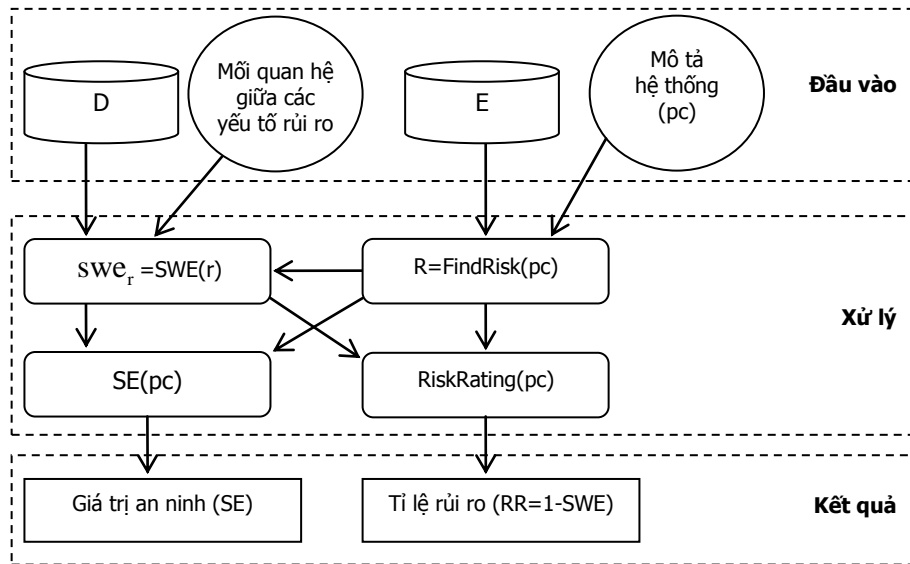 D
Mối quan hệ
giữa các
yếu tố rủi ro
E
Mô tả
hệ thống
(pc)
Đầu vào
swe_r =SWE(r)
R=FindRisk(pc)
Xử lý
SE(pc)
RiskRating(pc)
Giá trị an ninh (SE)
Tỉ lệ rủi ro (RR=1-SWE)
Kết quả